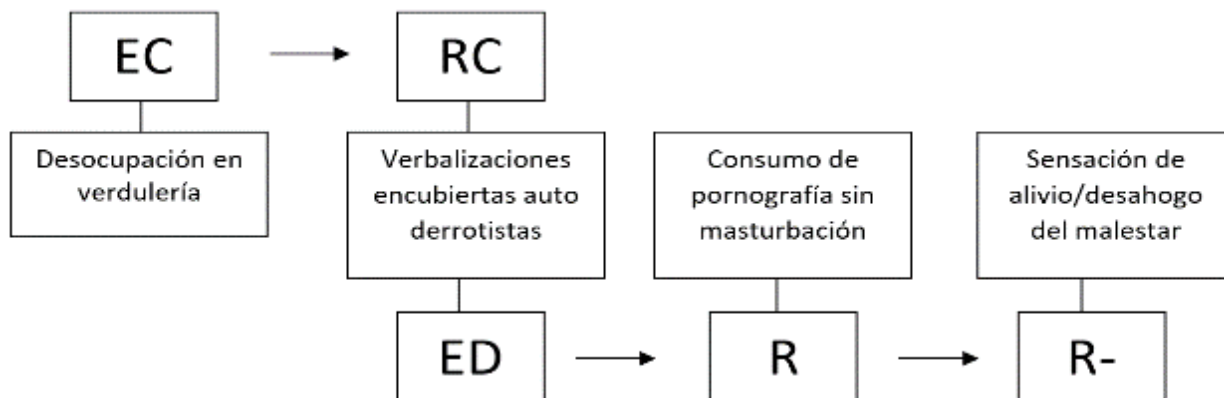 EC
RC
Desocupación en
verdulería
Verbalizaciones
encubiertas auto
derrotistas
Consumo de
pornografía sin
masturbación
Sensación de
alivio/desahogo
del malestar
ED
R
R-